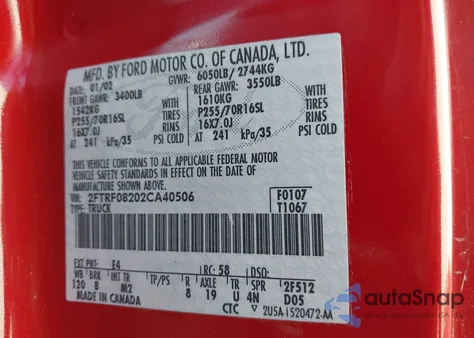 MFD. BY FORD MOTOR CO. OF CANADA, LTD.
DATE: 01/02 GVWR: 6050LB/ 2744KG
FRONT GAWR: 3400LB REAR GAWR: 3550LB
1542KG 1610KG
P255/70R16SL TIRES P255/70R16SL TIRES
16X7.0J RIMS 16X7.0J RIMS
AT 241 kPa/35 PSI COLD AT 241 kPa/35 PSI COLD
THIS VEHICLE CONFORMS TO ALL APPLICABLE FEDERAL MOTOR
VEHICLE SAFETY STANDARDS IN EFFECT ON THE DATE OF
MANUFACTURE SHOWN ABOVE.
VIN: 2FTRF08202CA40506 F0107
TYPE: TRUCK T1067
EXT PNT: E4 RC: 58 DSO:
WB BRK INT TR TP/PS R AXLE TR SPR 2F512
120 B M2 8 19 U 4N D05
MADE IN CANADA CTC 2U5A-1520472-AA
autoSnap